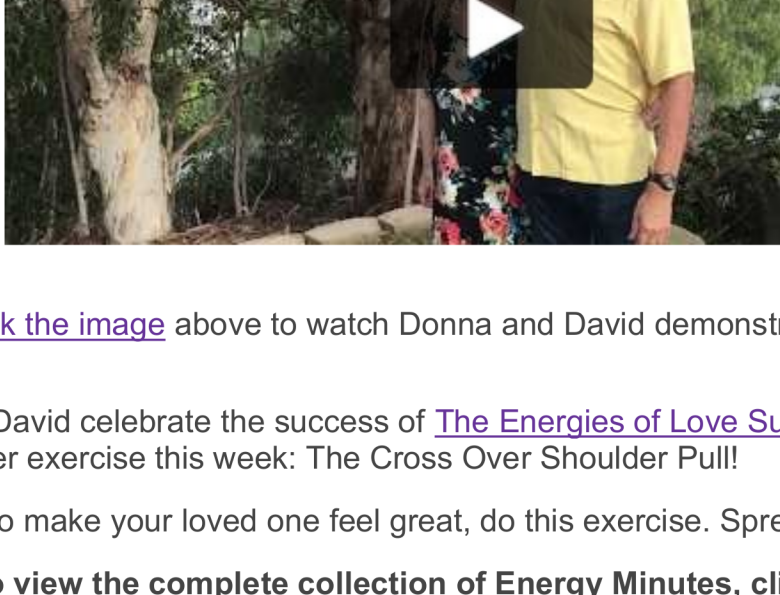 k the image above to watch Donna and David demonst
David celebrate the success of The Energies of Love Su
er exercise this week: The Cross Over Shoulder Pull!
o make your loved one feel great, do this exercise. Spre
o view the complete collection of Energy Minutes, cli